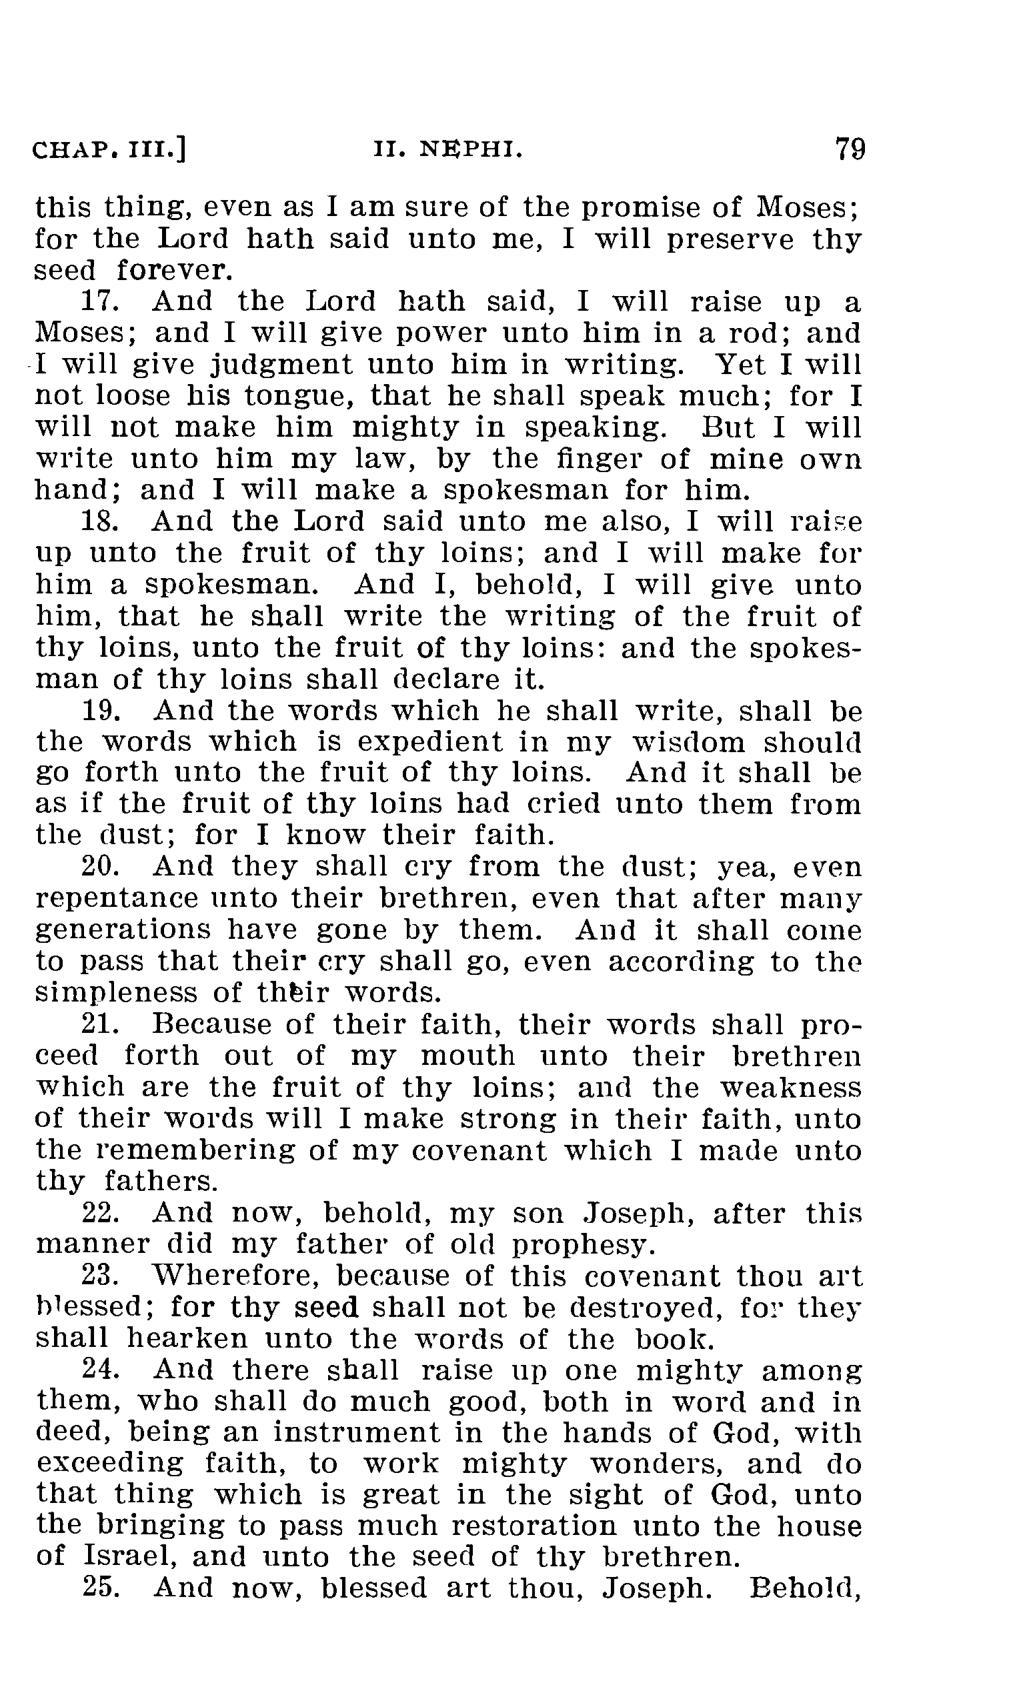 CHAP. III.] II. NEPHI. 79
this thing, even as I am sure of the promise of Moses;
for the Lord hath said unto me, I will preserve thy
seed forever.
17. And the Lord hath said, I will raise up a
Moses; and I will give power unto him in a rod; and
I will give judgment unto him in writing. Yet I will
not loose his tongue, that he shall speak much; for I
will not make him mighty in speaking. But I will
write unto him my law, by the finger of mine own
hand; and I will make a spokesman for him.
18. And the Lord said unto me also, I will raise
up unto the fruit of thy loins; and I will make for
him a spokesman. And I, behold, I will give unto
him, that he shall write the writing of the fruit of
thy loins, unto the fruit of thy loins: and the spokes-
man of thy loins shall declare it.
19. And the words which he shall write, shall be
the words which is expedient in my wisdom should
go forth unto the fruit of thy loins. And it shall be
as if the fruit of thy loins had cried unto them from
the dust; for I know their faith.
20. And they shall cry from the dust; yea, even
repentance unto their brethren, even that after many
generations have gone by them. And it shall come
to pass that their cry shall go, even according to the
simpleness of their words.
21. Because of their faith, their words shall pro-
ceed forth out of my mouth unto their brethren
which are the fruit of thy loins; and the weakness
of their words will I make strong in their faith, unto
the remembering of my covenant which I made unto
thy fathers.
22. And now, behold, my son Joseph, after this
manner did my father of old prophesy.
23. Wherefore, because of this covenant thou art
blessed; for thy seed shall not be destroyed, for they
shall hearken unto the words of the book.
24. And there shall raise up one mighty among
them, who shall do much good, both in word and in
deed, being an instrument in the hands of God, with
exceeding faith, to work mighty wonders, and do
that thing which is great in the sight of God, unto
the bringing to pass much restoration unto the house
of Israel, and unto the seed of thy brethren.
25. And now, blessed art thou, Joseph. Behold,